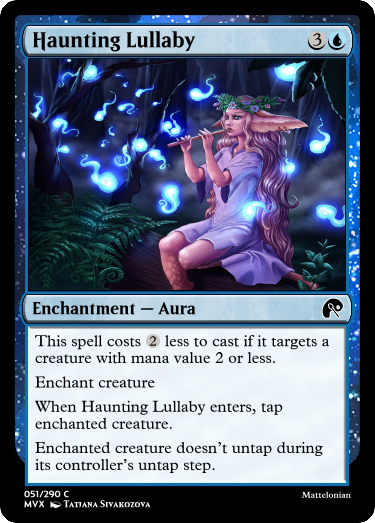 Haunting Lullaby 3
Enchantment — Aura
This spell costs 2 less to cast if it targets a
creature with mana value 2 or less.
Enchant creature
When Haunting Lullaby enters, tap
enchanted creature.
Enchanted creature doesn't untap during
its controller's untap step.
051/290 C
MVX Tatiana Sivakozova
Mattelonian